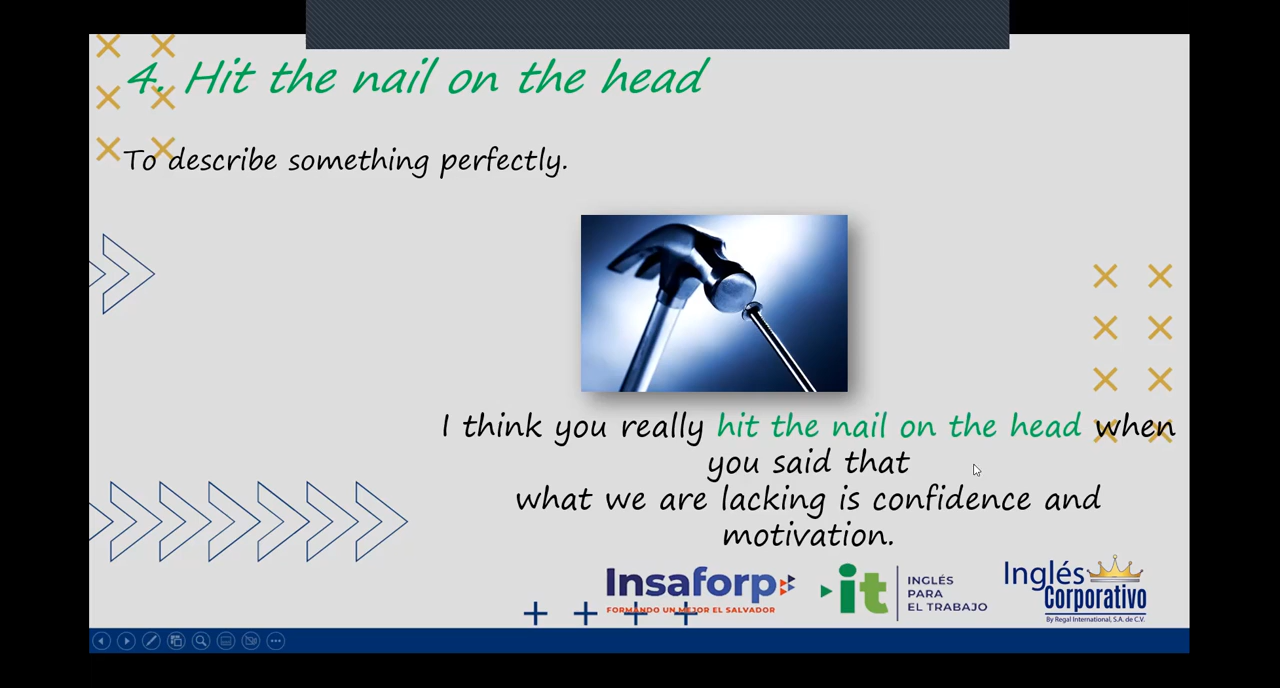 4. Hit the nail on the head
To describe something perfectly.
I think you really hit the nail on the head when
you said that
what we are lacking is confidence and
motivation.
Insaforp
FORMANDO UN MEJOR EL SALVADOR
it
INGLÉS
PARA
EL TRABAJO
Inglés
Corporativo
By Regal International, S.A. de C.V.